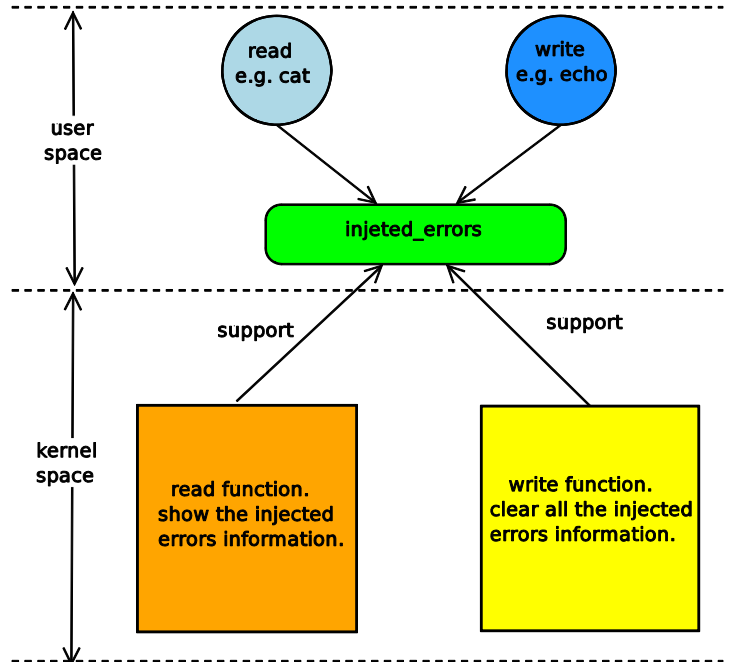 read
e.g. cat
write
e.g. echo
user
space
injeted_errors
support
support
kernel
space
read function.
show the injected
errors information.
write function.
clear all the injected
errors information.